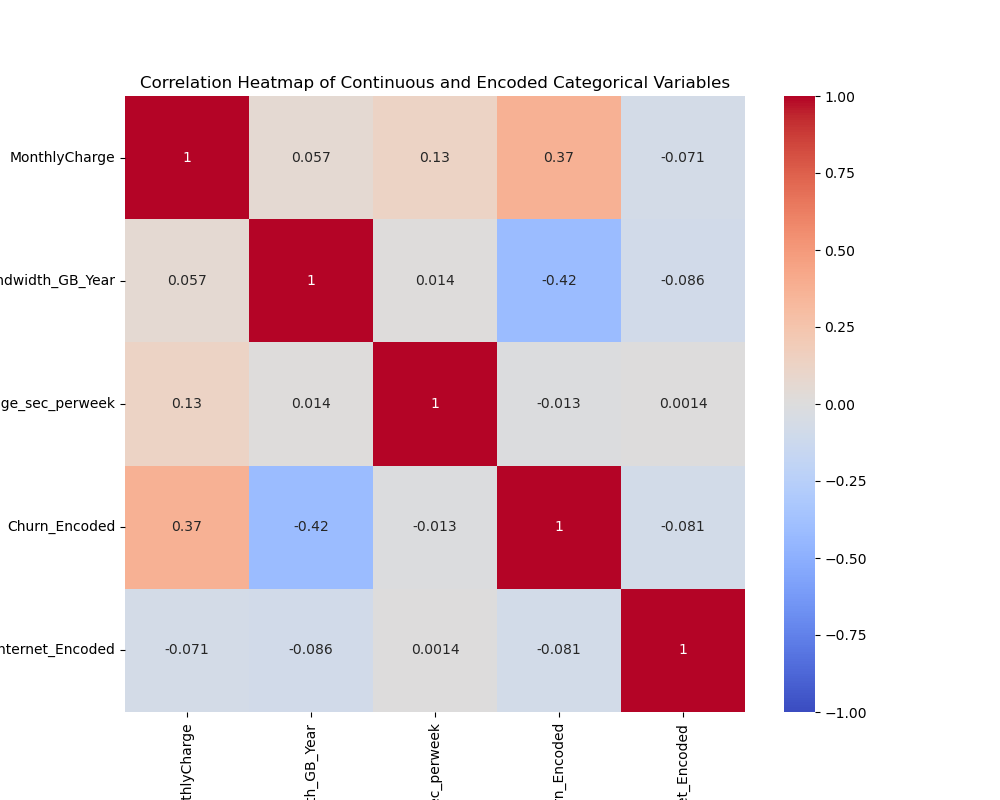 Correlation Heatmap of Continuous and Encoded Categorical Variables
MonthlyCharge 1 0.057 0.13 0.37 -0.071
ndwidth_GB_Year 0.057 1 0.014 -0.42 -0.086
ge_sec_perweek 0.13 0.014 1 -0.013 0.0014
Churn_Encoded 0.37 -0.42 -0.013 1 -0.081
nternet_Encoded -0.071 -0.086 0.0014 -0.081 1
thlyCharge
th_GB_Year
ec_perweek
rn_Encoded
et_Encoded
1.00
0.75
0.50
0.25
0.00
−0.25
−0.50
−0.75
−1.00